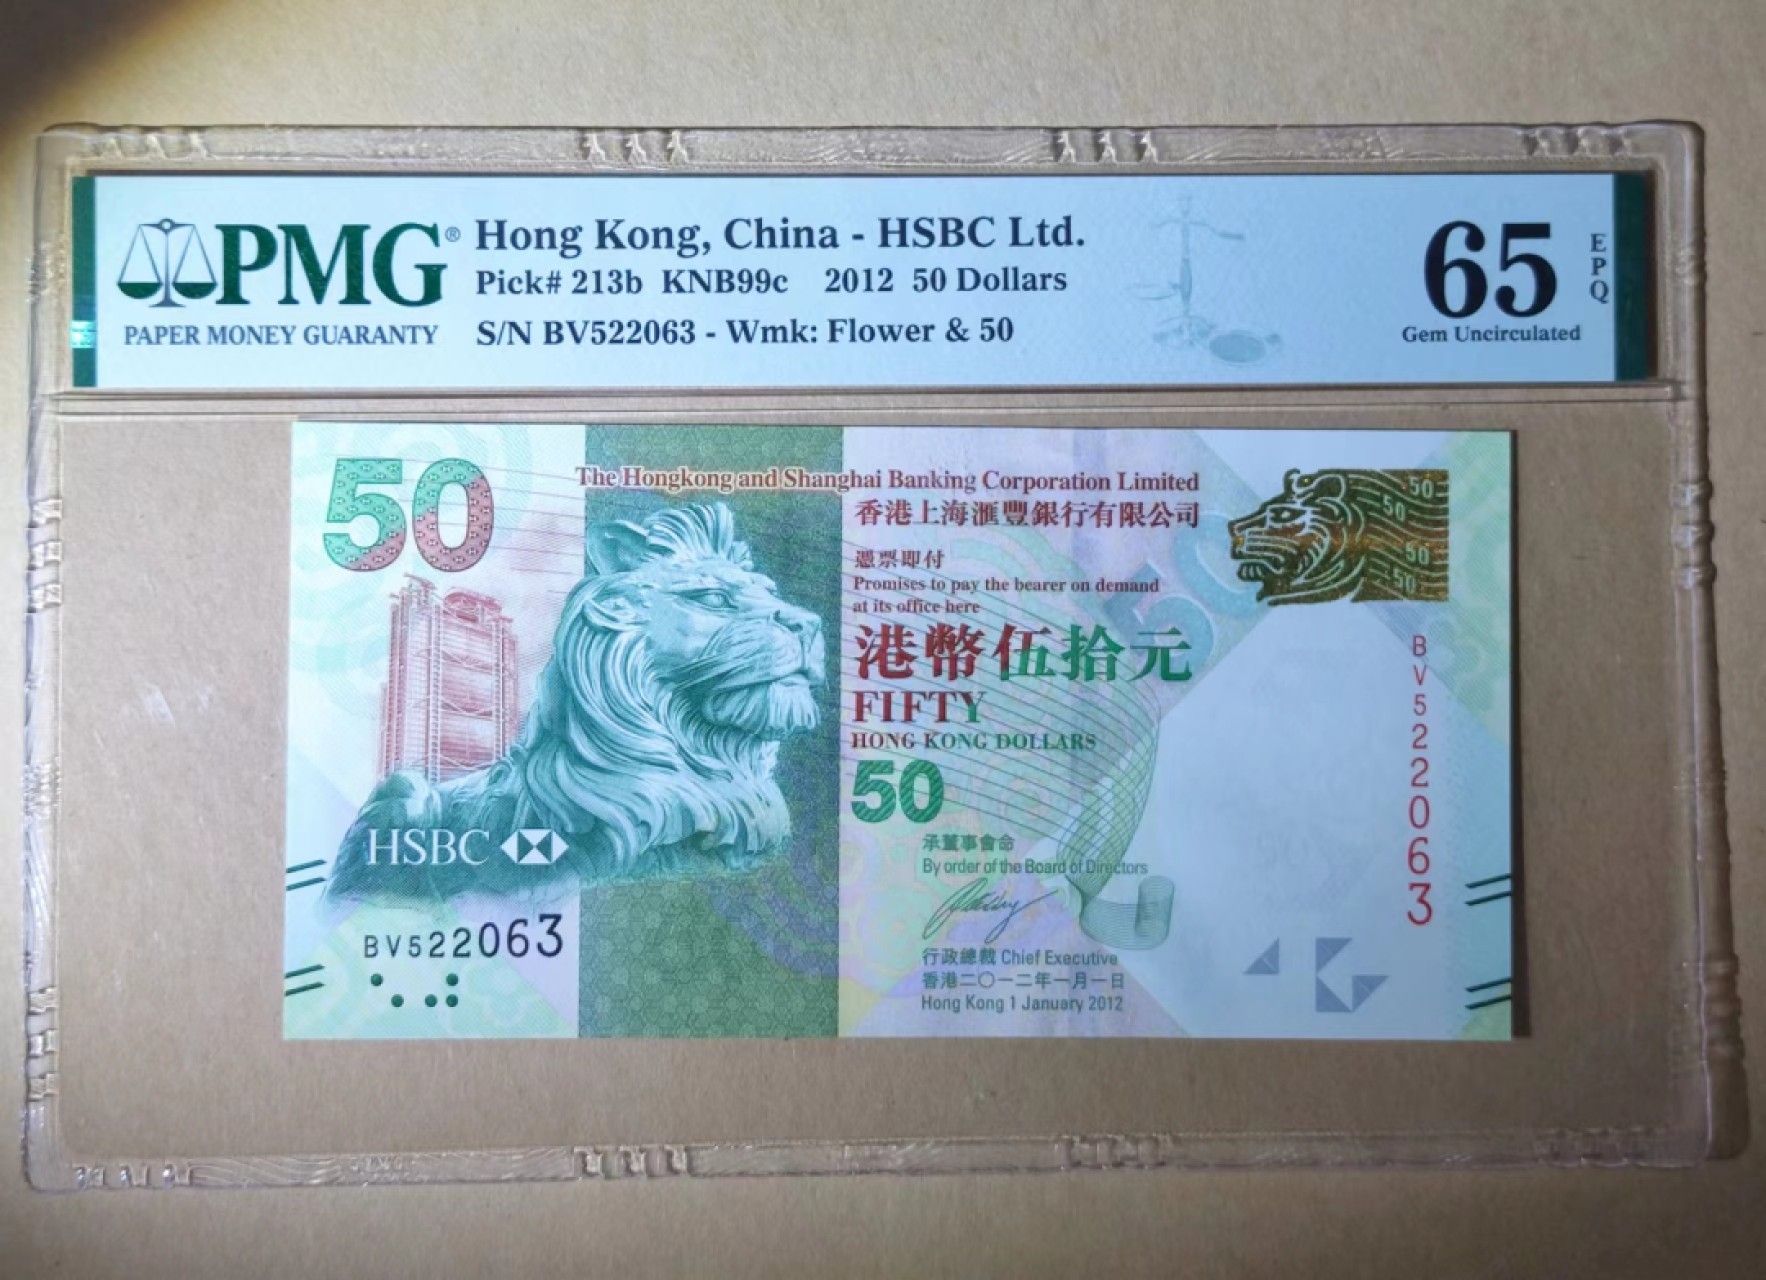 PMG®
PAPER MONEY GUARANTY
Hong Kong, China - HSBC Ltd.
Pick# 213b KNB99c 2012 50 Dollars
S/N BV522063 - Wmk: Flower & 50
65
EPQ
Gem Uncirculated
50
The Hongkong and Shanghai Banking Corporation Limited
香港上海滙豐銀行有限公司
憑票即付
Promises to pay the bearer on demand
at its office here
港幣伍拾元
FIFTY
HONG KONG DOLLARS
50
承董事會命
By order of the Board of Directors
行政總裁 Chief Executive
香港二〇一二年一月一日
Hong Kong 1 January 2012
HSBC
BV522063
50
50
50
50
BV522063